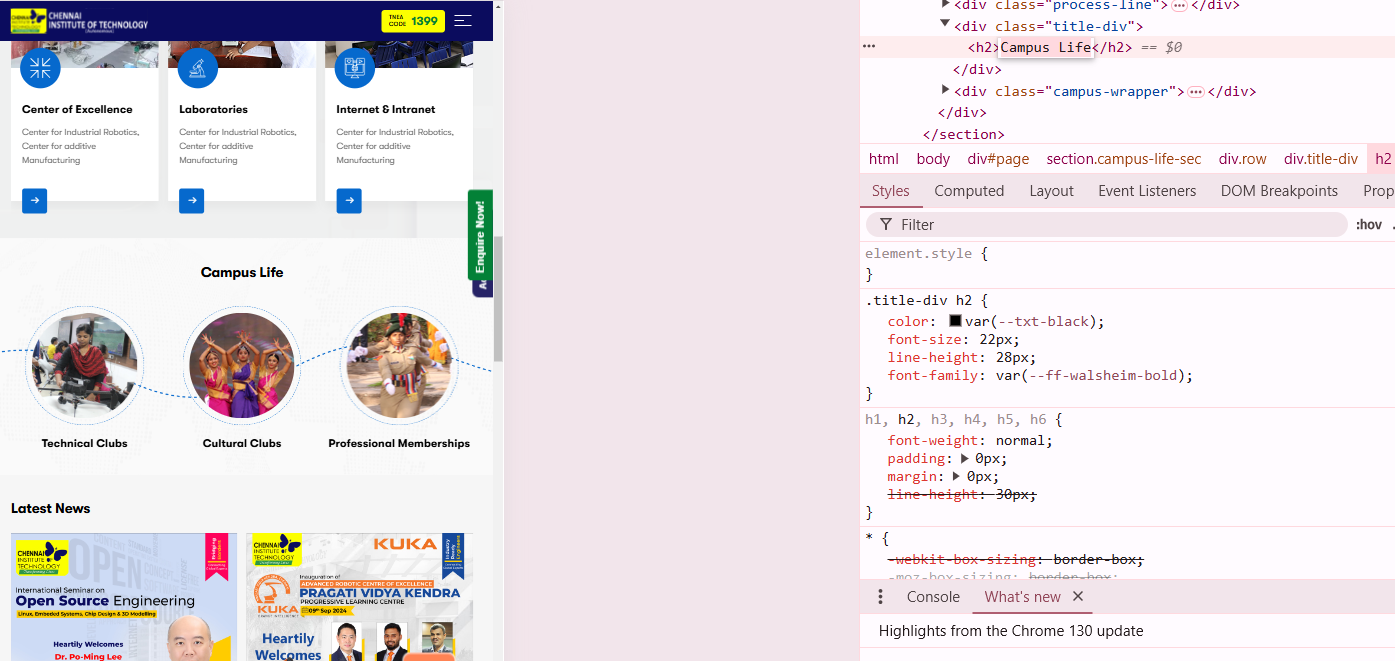 CHENNAI
INSTITUTE OF TECHNOLOGY
(Autonomous)
TNEA
CODE 1399
Center of Excellence
Center for Industrial Robotics,
Center for additive
Manufacturing
Laboratories
Center for Industrial Robotics,
Center for additive
Manufacturing
Internet & Intranet
Center for Industrial Robotics,
Center for additive
Manufacturing
Enquire Now!
Campus Life
Technical Clubs
Cultural Clubs
Professional Memberships
Latest News
CHENNAI
INSTITUTE OF
TECHNOLOGY
OPEN
International Seminar on
Open Source Engineering
Linux, Embeded Systems, Chip Design & 3D Modelling
Heartily Welcomes
Dr. Po-Ming Lee
CHENNAI
INSTITUTE OF
TECHNOLOGY
KUKA
Inauguration of
ADVANCED ROBOTIC CENTRE OF EXCELLENCE
PRAGATI VIDYA KENDRA
PROGRESSIVE LEARNING CENTRE
09th Sep 2024
KUKA
Heartily
Welcomes
<div class="process-line"> ⋯ </div>
<div class="title-div">
<h2>Campus Life</h2> == $0
</div>
<div class="campus-wrapper"> ⋯ </div>
</div>
</section>
html body div#page section.campus-life-sec div.row div.title-div h2
Styles Computed Layout Event Listeners DOM Breakpoints Prop
Filter :hov .
element.style {
}
.title-div h2 {
color: var(--txt-black);
font-size: 22px;
line-height: 28px;
font-family: var(--ff-walsheim-bold);
}
h1, h2, h3, h4, h5, h6 {
font-weight: normal;
padding: 0px;
margin: 0px;
line-height: 30px;
}
* {
-webkit-box-sizing: border-box;
-moz-box-sizing: border-box;
Console What's new
Highlights from the Chrome 130 update